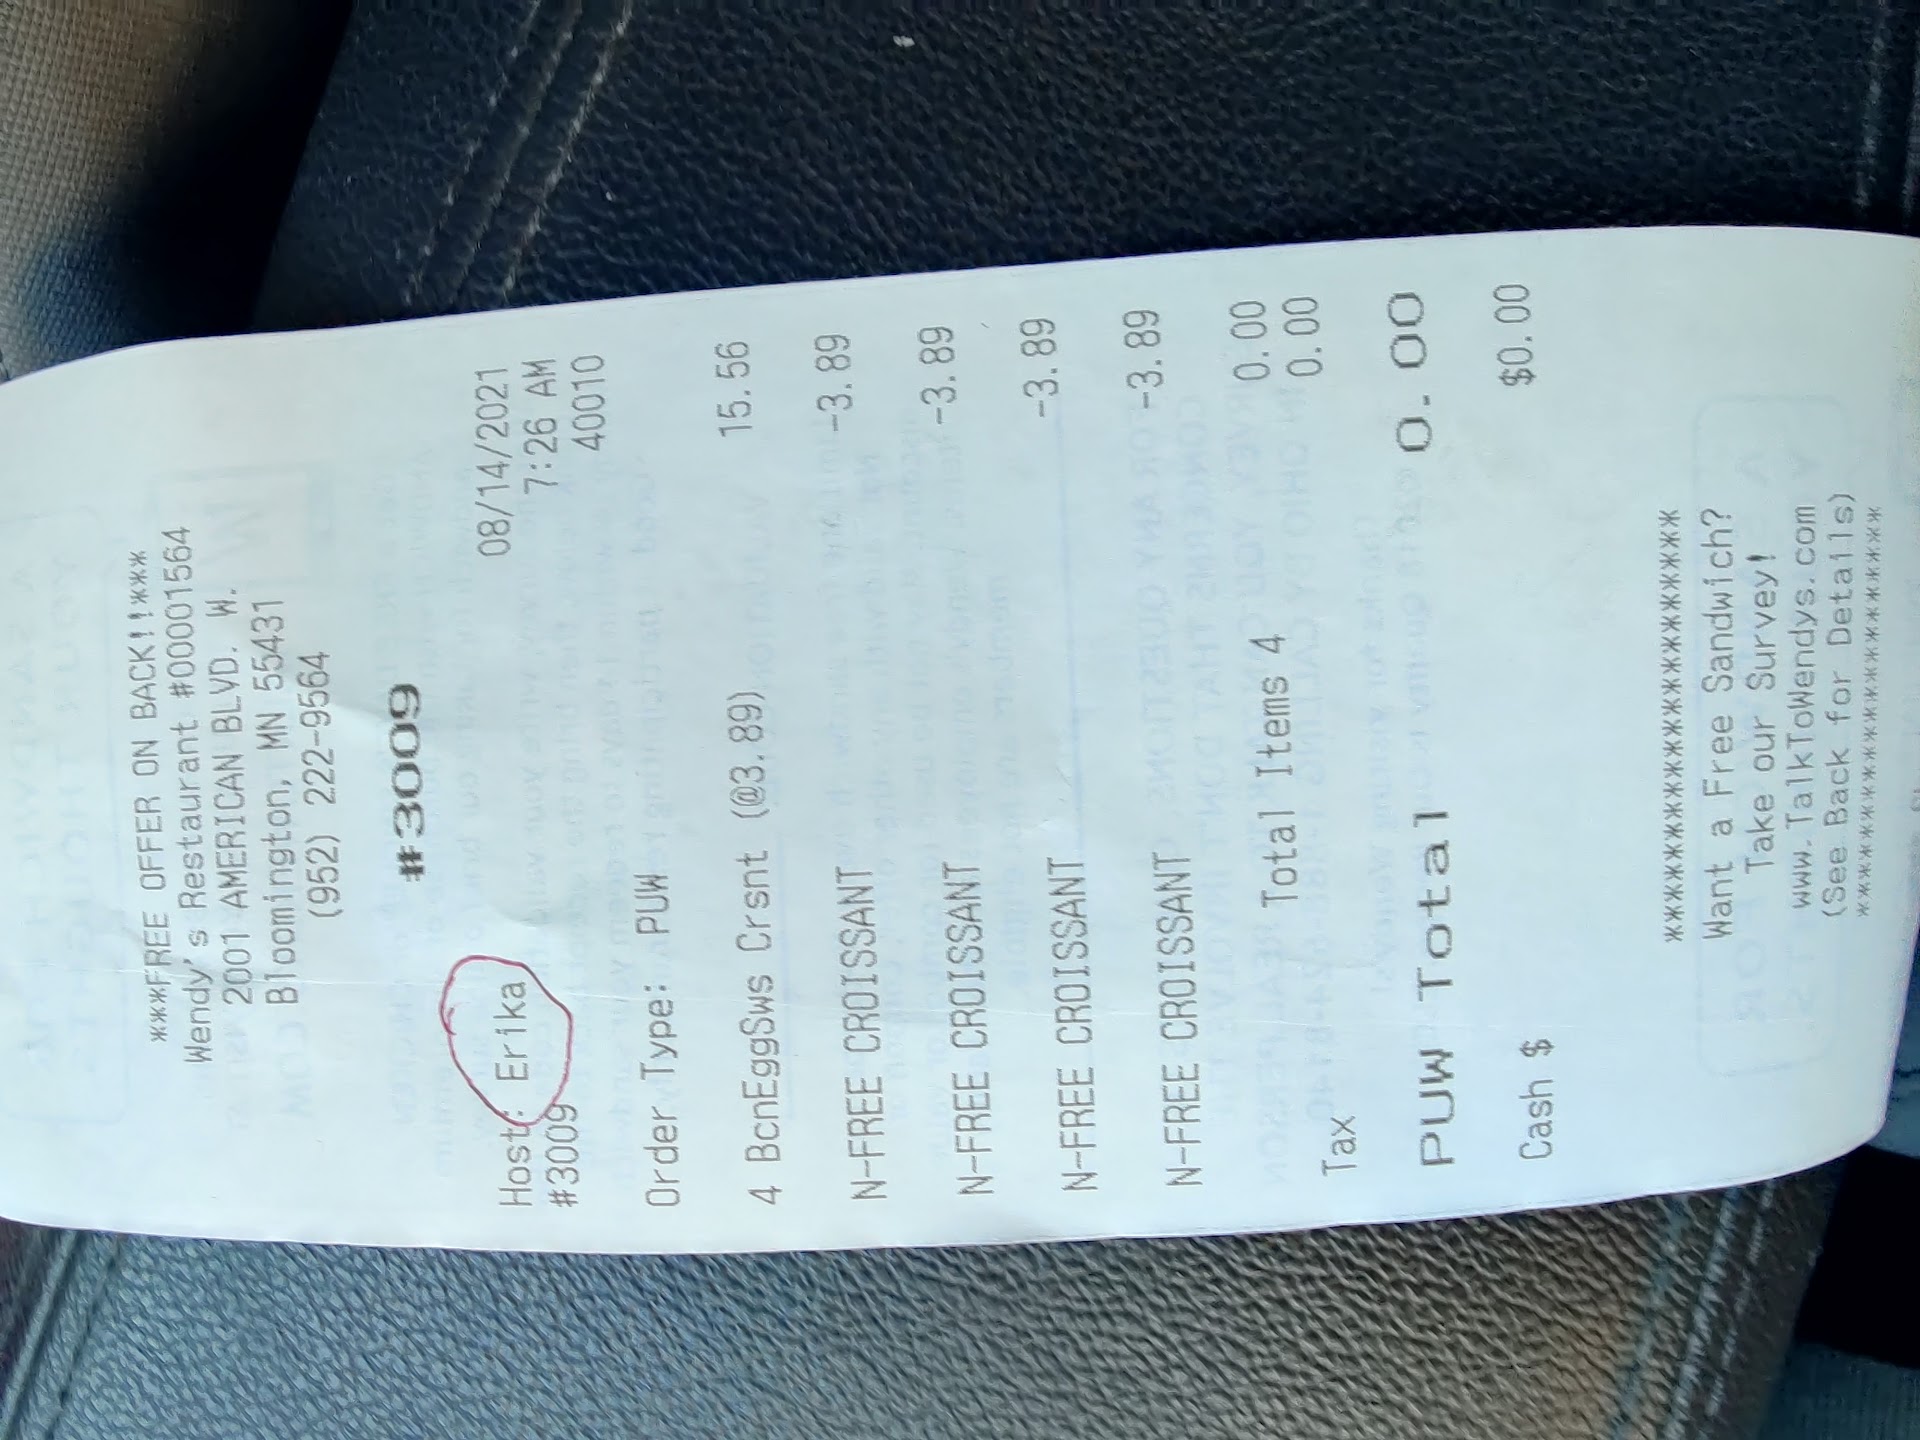 ***FREE OFFER ON BACK!!***
Wendy's Restaurant #00001564
2001 AMERICAN BLVD. W.
Bloomington, MN 55431
(952) 222-9564
#3009
Host: Erika 08/14/2021
#3009 7:26 AM
40010
Order Type: PUW
4 BcnEggSws Crsnt (@3.89) 15.56
N-FREE CROISSANT -3.89
N-FREE CROISSANT -3.89
N-FREE CROISSANT -3.89
N-FREE CROISSANT -3.89
Total Items 4 0.00
Tax 0.00
PUW Total 0.00
Cash $ $0.00
****************************
Want a Free Sandwich?
Take our Survey!
www.TalkToWendys.com
(See Back for Details)
****************************